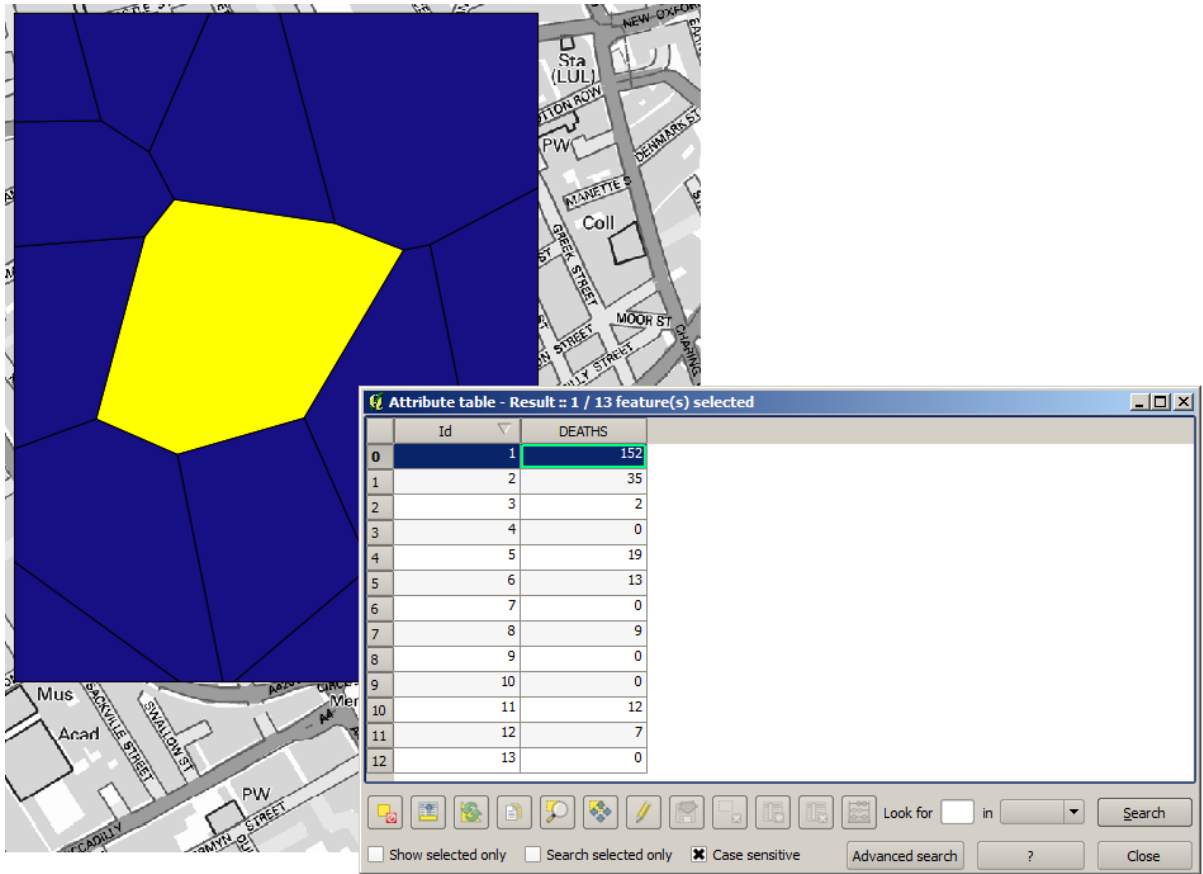 NEW OXFOR
Sta
(LUL)
TTON ROW
DENMARK ST
PW
MANETTE S
Coll
GREEK STREET
ST
MOOR ST
STREET
STREET
CHARING
Mus
SACKVILLE STREET
SWALLOW ST
Acad
PW
STREET
Attribute table - Result :: 1 / 13 feature(s) selected
Id DEATHS
0 1 152
1 2 35
2 3 2
3 4 0
4 5 19
5 6 13
6 7 0
7 8 9
8 9 0
9 10 0
10 11 12
11 12 7
12 13 0
Look for in Search
Show selected only Search selected only Case sensitive Advanced search ? Close